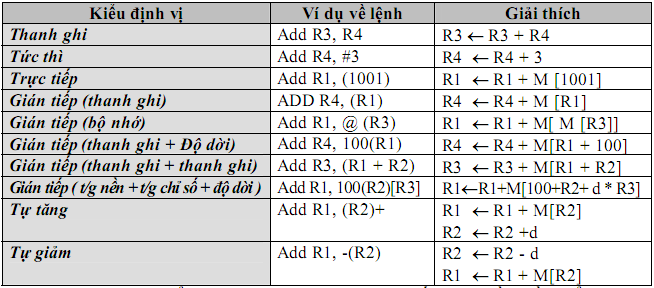 Kiểu định vị Ví dụ về lệnh Giải thích
Thanh ghi Add R3, R4 R3 ← R3 + R4
Tức thì Add R4, #3 R4 ← R4 + 3
Trực tiếp Add R1, (1001) R1 ← R1 + M [1001]
Gián tiếp (thanh ghi) ADD R4, (R1) R4 ← R4 + M [R1]
Gián tiếp (bộ nhớ) Add R1, @ (R3) R1 ← R1 + M[ M [R3]]
Gián tiếp (thanh ghi + Độ dời) Add R4, 100(R1) R4 ← R4 + M[R1 + 100]
Gián tiếp (thanh ghi + thanh ghi) Add R3, (R1 + R2) R3 ← R3 + M[R1 + R2]
Gián tiếp ( t/g nền + t/g chỉ số + độ dời ) Add R1, 100(R2)[R3] R1←R1+M[100+R2+ d * R3]
Tự tăng Add R1, (R2)+ R1 ← R1 + M[R2]
R2 ← R2 +d
Tự giảm Add R1, -(R2) R2 ← R2 - d
R1 ← R1 + M[R2]